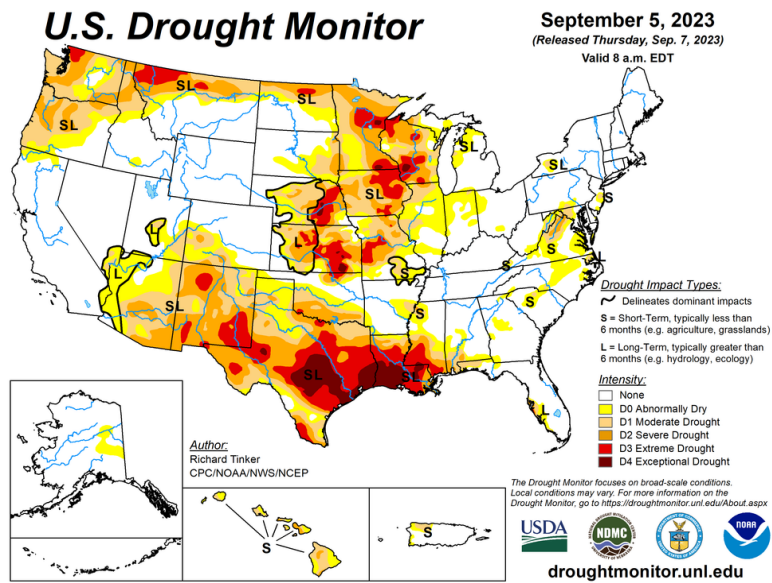 U.S. Drought Monitor
September 5, 2023
(Released Thursday, Sep. 7, 2023)
Valid 8 a.m. EDT
SL
SL
SL
SL
SL
S
SL
L
L
L
L
S
S
S
L
S
SL
S
S
SL
SL
L
Drought Impact Types:
Delineates dominant impacts
S = Short-Term, typically less than
6 months (e.g. agriculture, grasslands)
L = Long-Term, typically greater than
6 months (e.g. hydrology, ecology)
Intensity:
None
D0 Abnormally Dry
D1 Moderate Drought
D2 Severe Drought
D3 Extreme Drought
D4 Exceptional Drought
Author:
Richard Tinker
CPC/NOAA/NWS/NCEP
S
S
The Drought Monitor focuses on broad-scale conditions.
Local conditions may vary. For more information on the
Drought Monitor, go to https://droughtmonitor.unl.edu/About.aspx
USDA
NDMC
NOAA
droughtmonitor.unl.edu